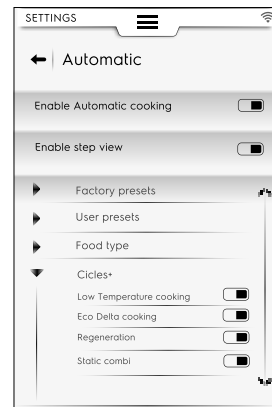 SETTINGS
Automatic
Enable Automatic cooking
Enable step view
Factory presets
User presets
Food type
Cicles+
Low Temperature cooking
Eco Delta cooking
Regeneration
Static combi